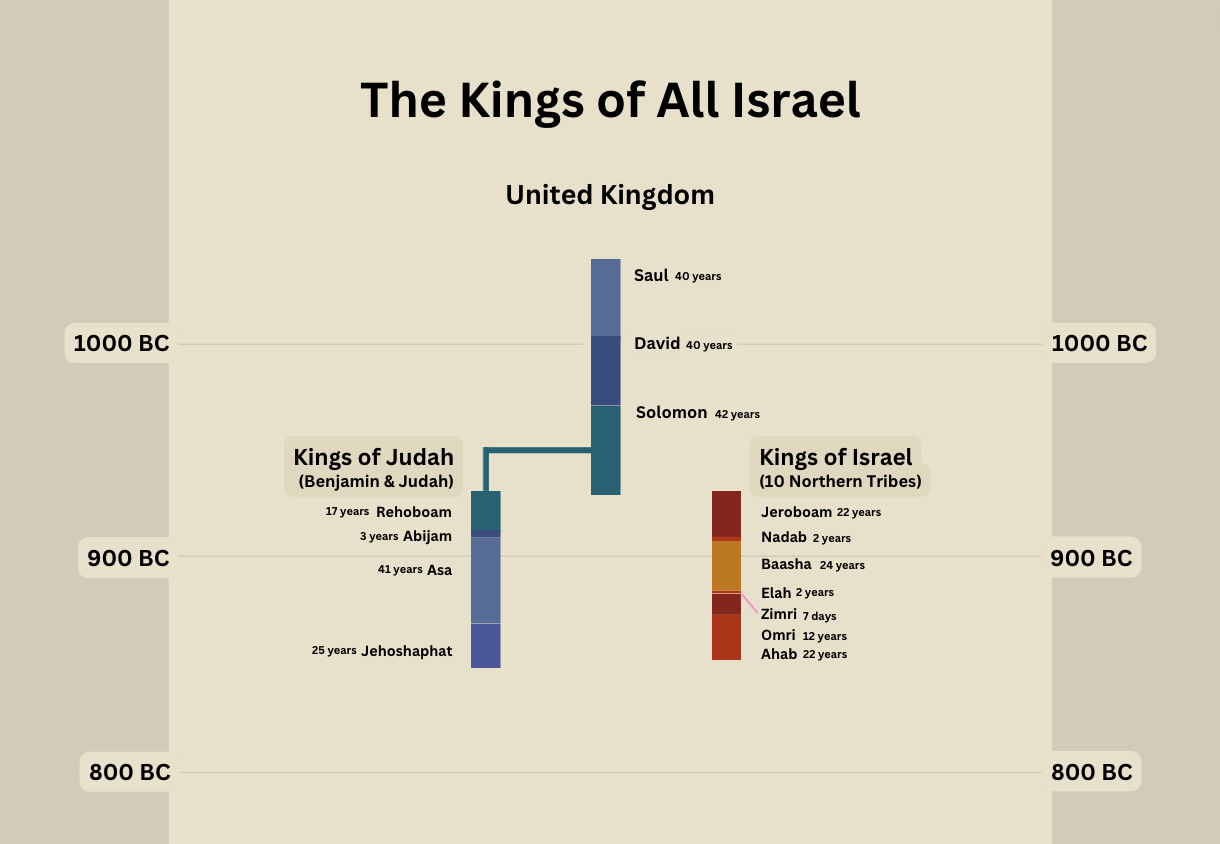 The Kings of All Israel
United Kingdom
Saul 40 years
1000 BC
David 40 years
1000 BC
Solomon 42 years
Kings of Judah
(Benjamin & Judah)
17 years Rehoboam
3 years Abijam
41 years Asa
25 years Jehoshaphat
Kings of Israel
(10 Northern Tribes)
Jeroboam 22 years
Nadab 2 years
Baasha 24 years
Elah 2 years
Zimri 7 days
Omri 12 years
Ahab 22 years
900 BC
900 BC
800 BC
800 BC